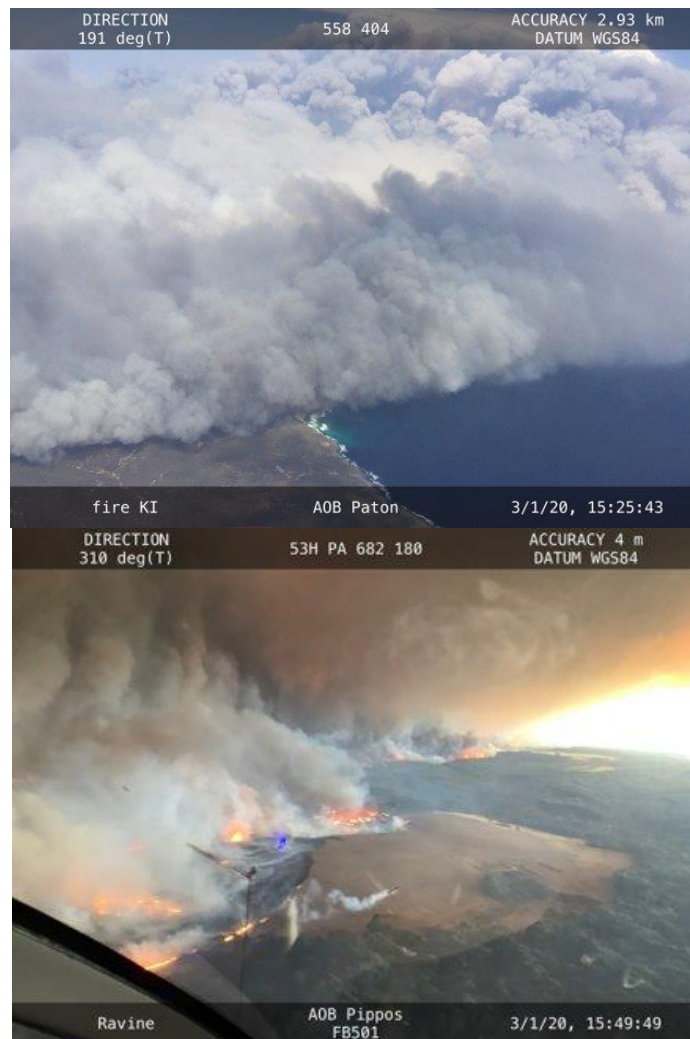 DIRECTION
191 deg(T)
558 404
ACCURACY 2.93 km
DATUM WGS84
fire KI
AOB Paton
3/1/20, 15:25:43
DIRECTION
310 deg(T)
53H PA 682 180
ACCURACY 4 m
DATUM WGS84
Ravine
AOB Pippos
FB501
3/1/20, 15:49:49